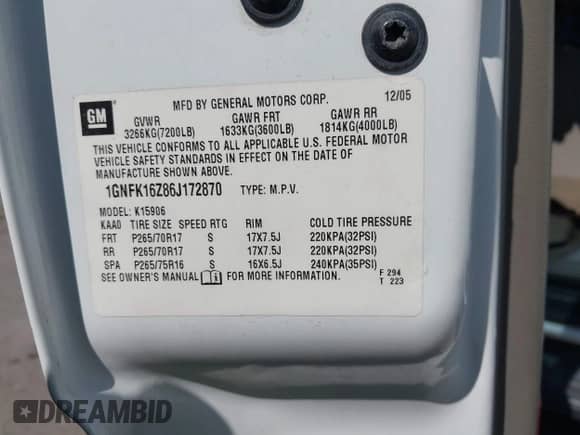 GM
MFD BY GENERAL MOTORS CORP. 12/05
GVWR GAWR FRT GAWR RR
3266KG(7200LB) 1633KG(3600LB) 1814KG(4000LB)
THIS VEHICLE CONFORMS TO ALL APPLICABLE U.S. FEDERAL MOTOR
VEHICLE SAFETY STANDARDS IN EFFECT ON THE DATE OF
MANUFACTURE SHOWN ABOVE.
1GNFK16Z86J172870 TYPE: M.P.V.
MODEL: K15906
KAA0 TIRE SIZE SPEED RTG RIM COLD TIRE PRESSURE
FRT P265/70R17 S 17X7.5J 220KPA(32PSI)
RR P265/70R17 S 17X7.5J 220KPA(32PSI)
SPA P265/75R16 S 16X6.5J 240KPA(35PSI)
SEE OWNER'S MANUAL FOR MORE INFORMATION. F 294
T 223
DREAMBID